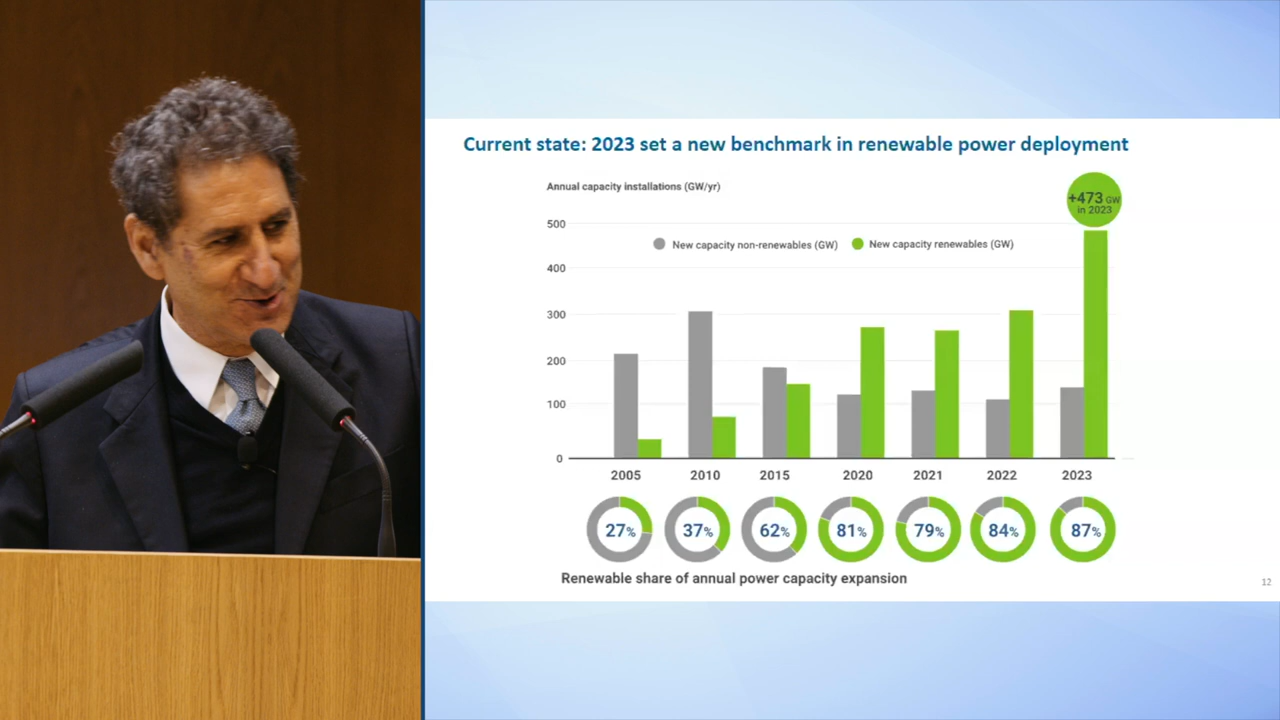 Current state: 2023 set a new benchmark in renewable power deployment
Annual capacity installations (GW/yr)
+473 GW
in 2023
500
New capacity non-renewables (GW)
New capacity renewables (GW)
400
300
200
100
0
2005 2010 2015 2020 2021 2022 2023
27% 37% 62% 81% 79% 84% 87%
Renewable share of annual power capacity expansion
12